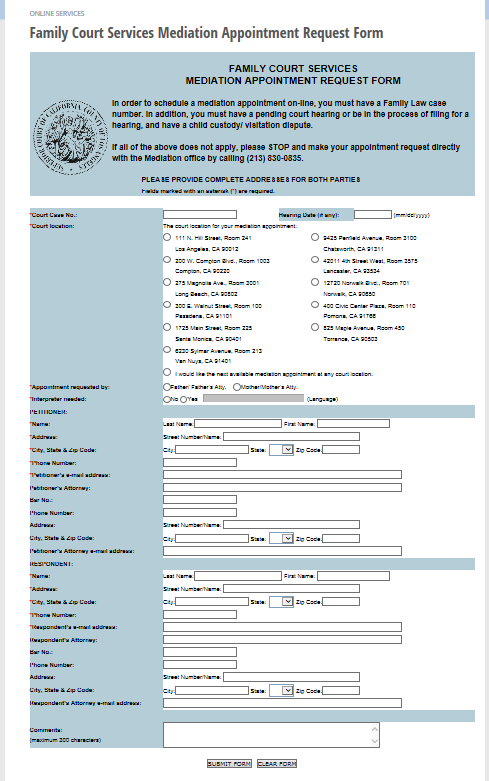 ONLINE SERVICES
Family Court Services Mediation Appointment Request Form
FAMILY COURT SERVICES
MEDIATION APPOINTMENT REQUEST FORM
In order to schedule a mediation appointment on-line, you must have a Family Law case
number. In addition, you must have a pending court hearing or be in the process of filing for a
hearing, and have a child custody/ visitation dispute.
If all of the above does not apply, please STOP and make your appointment request directly
with the Mediation office by calling (213) 830-0835.
PLEASE PROVIDE COMPLETE ADDRESSES FOR BOTH PARTIES
Fields marked with an asterisk (*) are required.
*Court Case No.: Hearing Date (if any): (mm/dd/yyyy)
*Court location: The court location for your mediation appointment:
111 N. Hill Street, Room 241 9425 Penfield Avenue, Room 3100
Los Angeles, CA 90012 Chatsworth, CA 91311
200 W. Compton Blvd., Room 1003 42011 4th Street West, Room 3575
Compton, CA 90220 Lancaster, CA 93534
275 Magnolia Ave., Room 3001 12720 Norwalk Blvd., Room 701
Long Beach, CA 90802 Norwalk, CA 90650
300 E. Walnut Street, Room 100 400 Civic Center Plaza, Room 110
Pasadena, CA 91101 Pomona, CA 91766
1725 Main Street, Room 225 825 Maple Avenue, Room 450
Santa Monica, CA 90401 Torrance, CA 90503
6230 Sylmar Avenue, Room 213
Van Nuys, CA 91401
I would like the next available mediation appointment at any court location.
*Appointment requested by: Father/ Father's Atty. Mother/Mother's Atty.
*Interpreter needed: No Yes (Language)
PETITIONER:
*Name: Last Name: First Name:
*Address: Street Number/Name:
*City, State & Zip Code: City: State: Zip Code:
*Phone Number:
*Petitioner's e-mail address:
Petitioner's Attorney:
Bar No.:
Phone Number:
Address: Street Number/Name:
City, State & Zip Code: City: State: Zip Code:
Petitioner's Attorney e-mail address:
RESPONDENT:
*Name: Last Name: First Name:
*Address: Street Number/Name:
*City, State & Zip Code: City: State: Zip Code:
*Phone Number:
*Respondent's e-mail address:
Respondent's Attorney:
Bar No.:
Phone Number:
Address: Street Number/Name:
City, State & Zip Code: City: State: Zip Code:
Respondent's Attorney e-mail address:
Comments:
(maximum 300 characters)
SUBMIT FORM CLEAR FORM